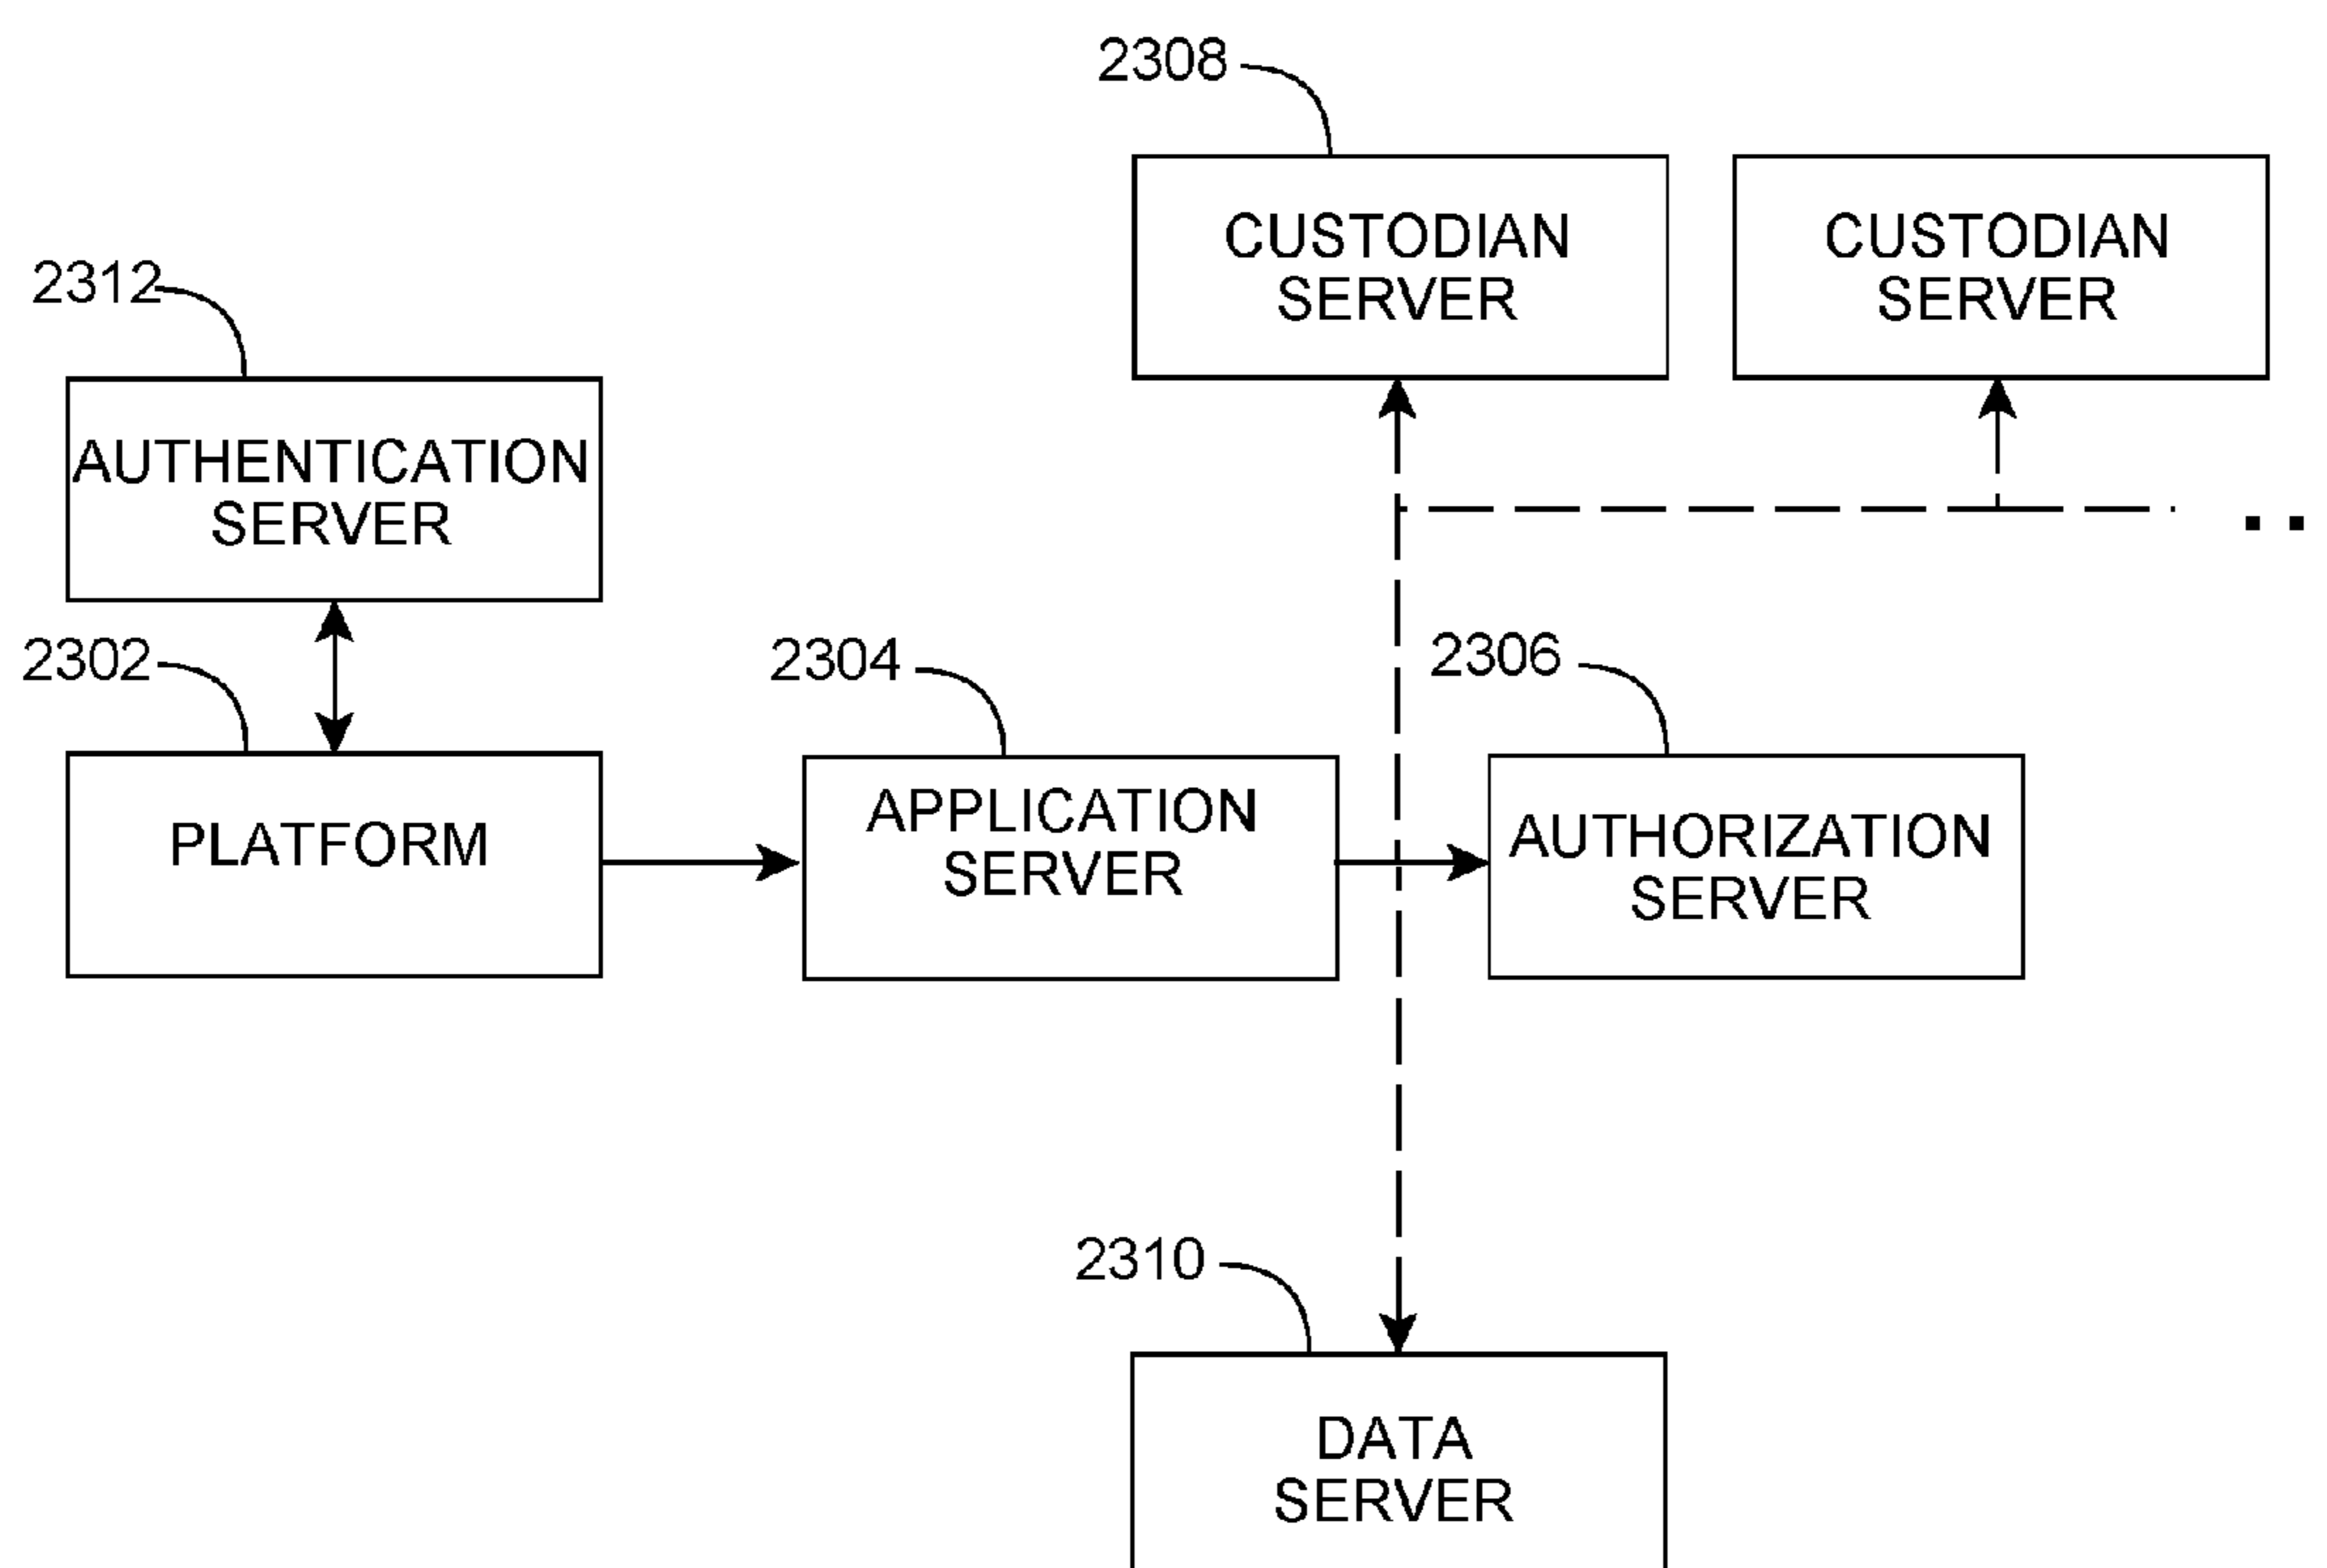 2308
CUSTODIAN
SERVER
CUSTODIAN
SERVER
2312
AUTHENTICATION
SERVER
2302
PLATFORM
2304
APPLICATION
SERVER
2306
AUTHORIZATION
SERVER
2310
DATA
SERVER